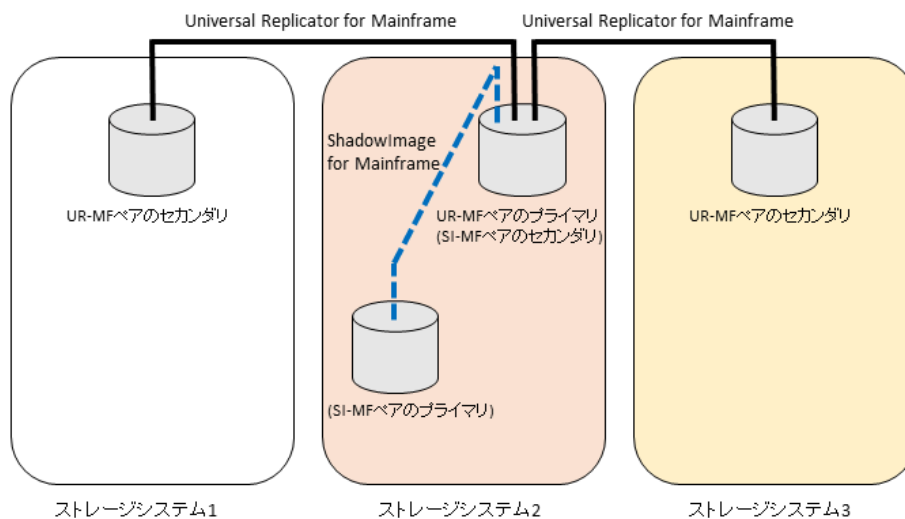 Universal Replicator for Mainframe
Universal Replicator for Mainframe
ShadowImage
for Mainframe
UR-MFペアのセカンダリ
UR-MFペアのプライマリ
(SI-MFペアのセカンダリ)
UR-MFペアのセカンダリ
(SI-MFペアのプライマリ)
ストレージシステム1
ストレージシステム2
ストレージシステム3